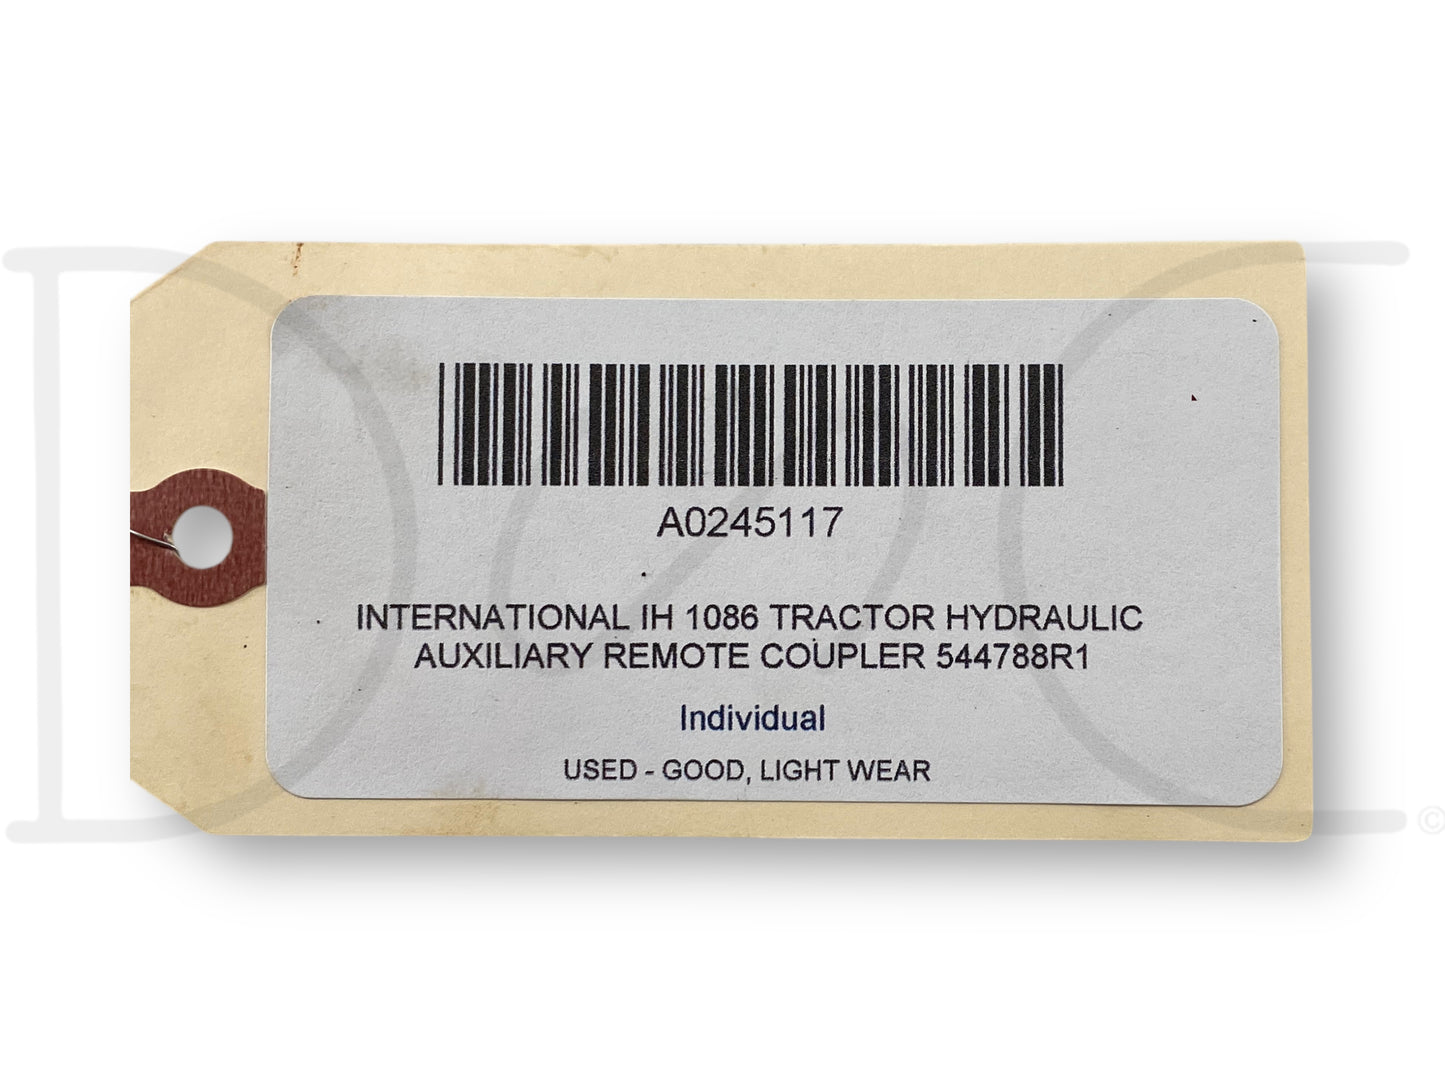 A0245117
INTERNATIONAL IH 1086 TRACTOR HYDRAULIC
AUXILIARY REMOTE COUPLER 544788R1
Individual
USED - GOOD, LIGHT WEAR
©